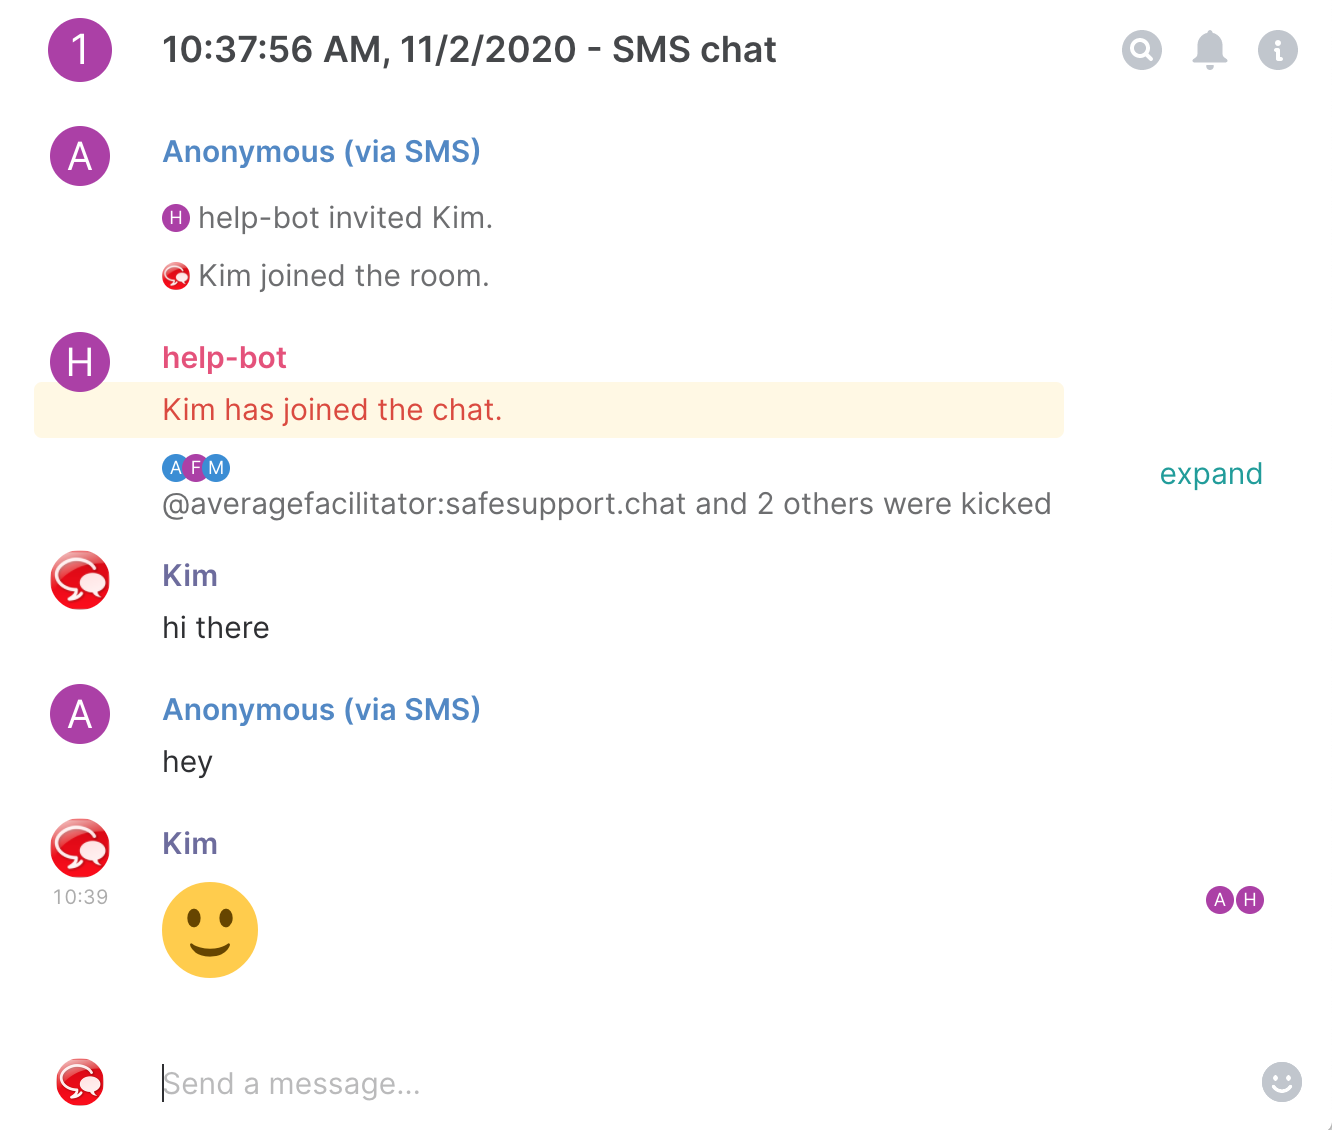 1 10:37:56 AM, 11/2/2020 - SMS chat
A Anonymous (via SMS)
H help-bot invited Kim.
Kim joined the room.
H help-bot
Kim has joined the chat.
A F M
expand
@averagefacilitator:safesupport.chat and 2 others were kicked
Kim
hi there
A Anonymous (via SMS)
hey
Kim
10:39
A H
Send a message...